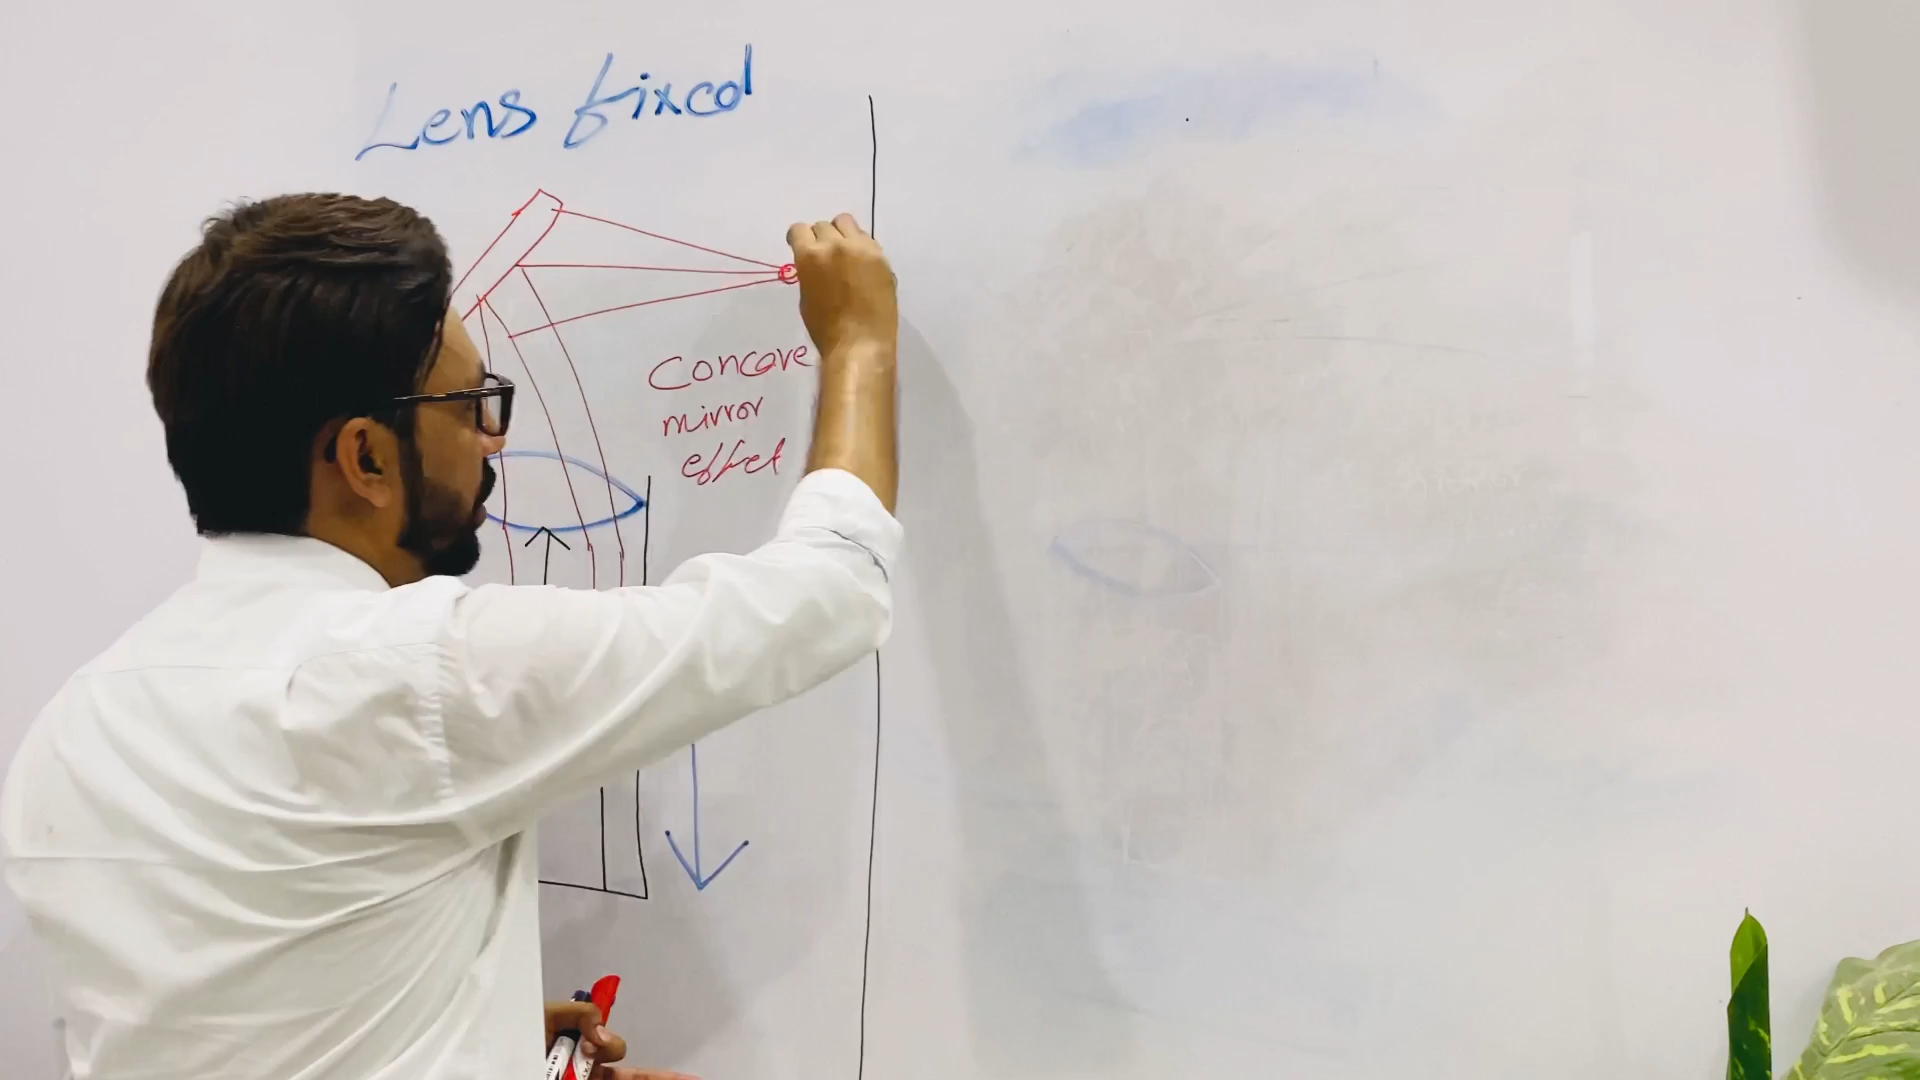 Lens fixed
Concave
mirror
effect